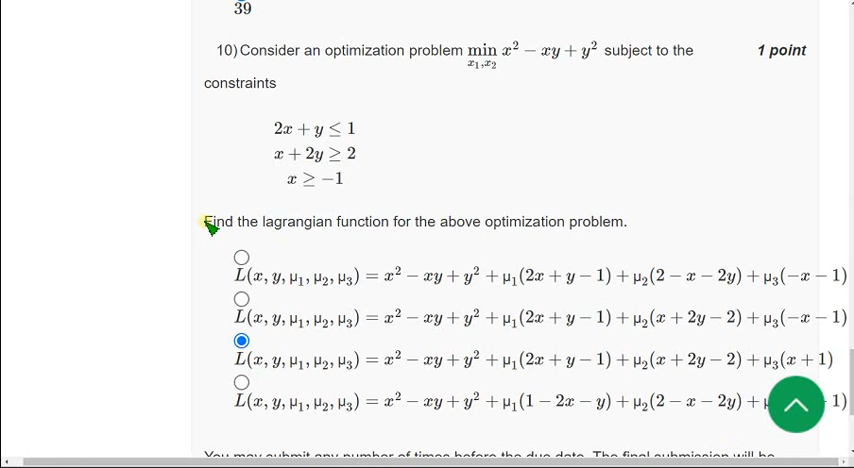 39
10) Consider an optimization problem min x² − xy + y² subject to the 1 point
x₁,x₂
constraints
2x + y ≤ 1
x + 2y ≥ 2
x ≥ −1
Find the lagrangian function for the above optimization problem.
L(x, y, μ₁, μ₂, μ₃) = x² − xy + y² + μ₁(2x + y − 1) + μ₂(2 − x − 2y) + μ₃(−x − 1)
L(x, y, μ₁, μ₂, μ₃) = x² − xy + y² + μ₁(2x + y − 1) + μ₂(x + 2y − 2) + μ₃(−x − 1)
L(x, y, μ₁, μ₂, μ₃) = x² − xy + y² + μ₁(2x + y − 1) + μ₂(x + 2y − 2) + μ₃(x + 1)
L(x, y, μ₁, μ₂, μ₃) = x² − xy + y² + μ₁(1 − 2x − y) + μ₂(2 − x − 2y) + 1)
You may submit any number of times before the due date. The final submission will be